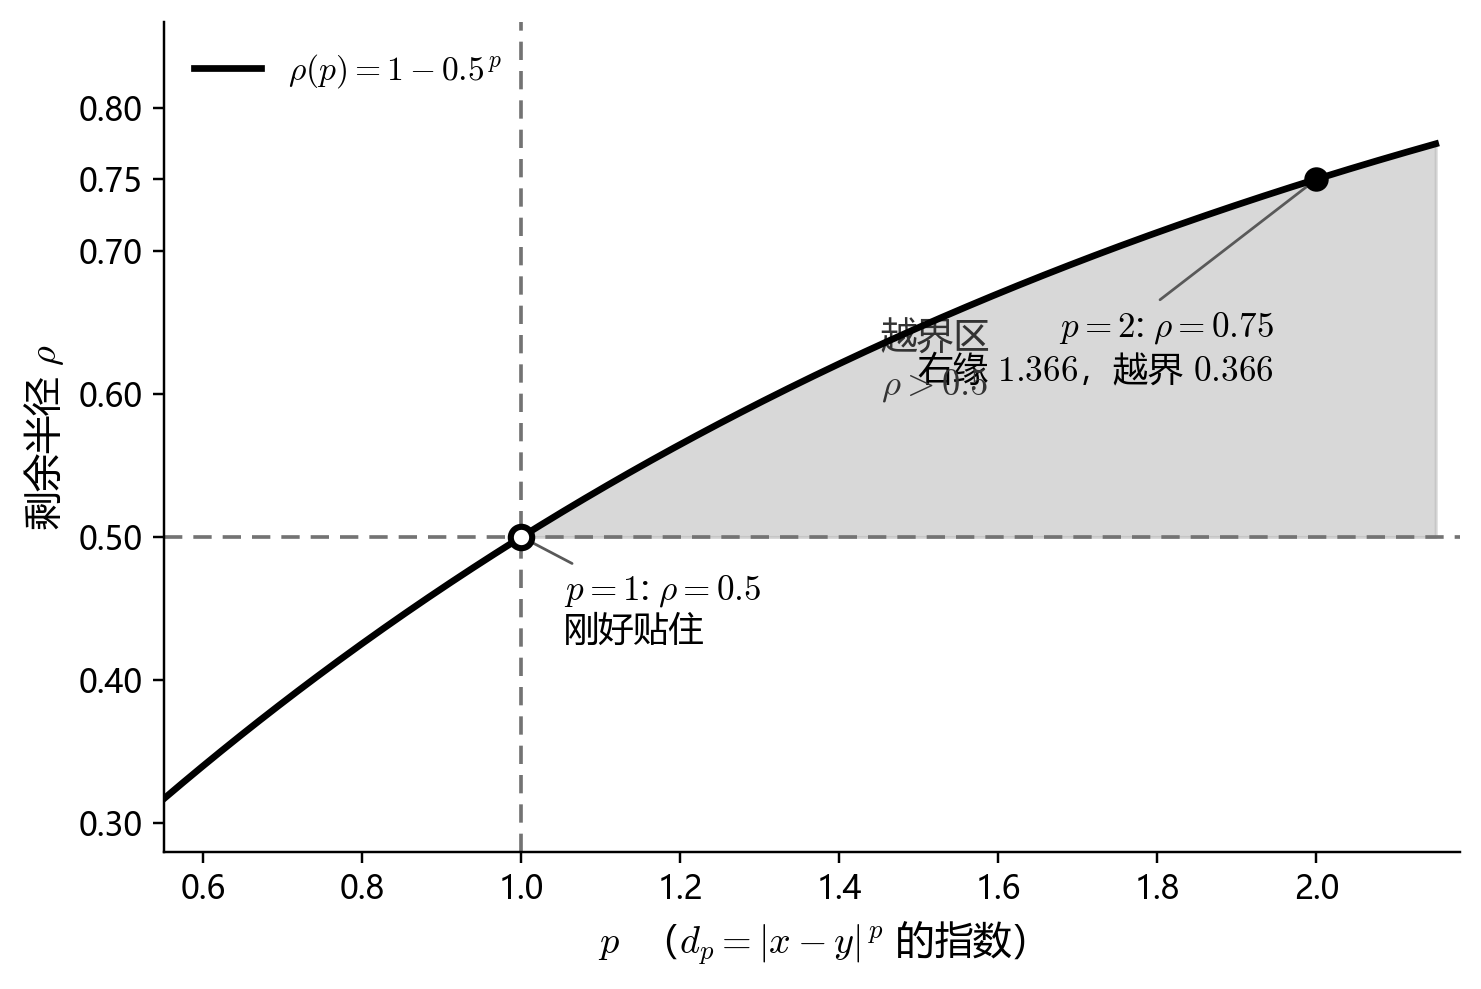 ρ(p) = 1 − 0.5^p
0.80
0.75
0.70
0.60
0.50
0.40
0.30
剩余半径 ρ
越界区
ρ > 0.5
p = 2: ρ = 0.75
右缘 1.366，越界 0.366
p = 1: ρ = 0.5
刚好贴住
0.6 0.8 1.0 1.2 1.4 1.6 1.8 2.0
p （d_p = |x − y|^p 的指数）